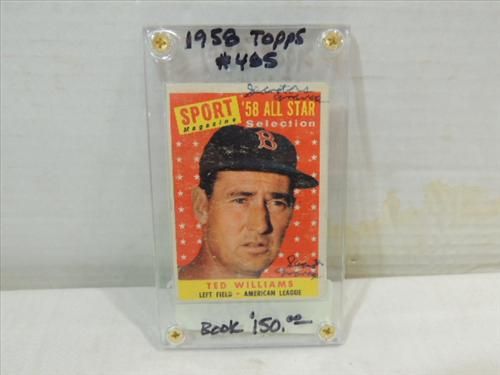 1958 TOPPS
#485
SPORT '58 ALL STAR
Magazine Selection
B
TED WILLIAMS
LEFT FIELD - AMERICAN LEAGUE
BOOK $150.00